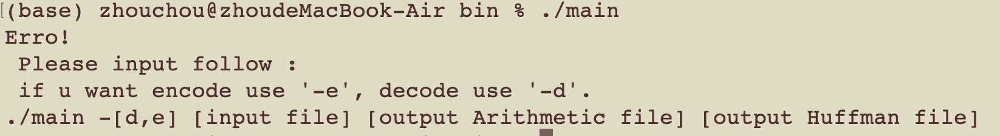 [(base) zhouchou@zhoudeMacBook-Air bin % ./main
Erro!
Please input follow :
if u want encode use '-e', decode use '-d'.
./main -[d,e] [input file] [output Arithmetic file] [output Huffman file]